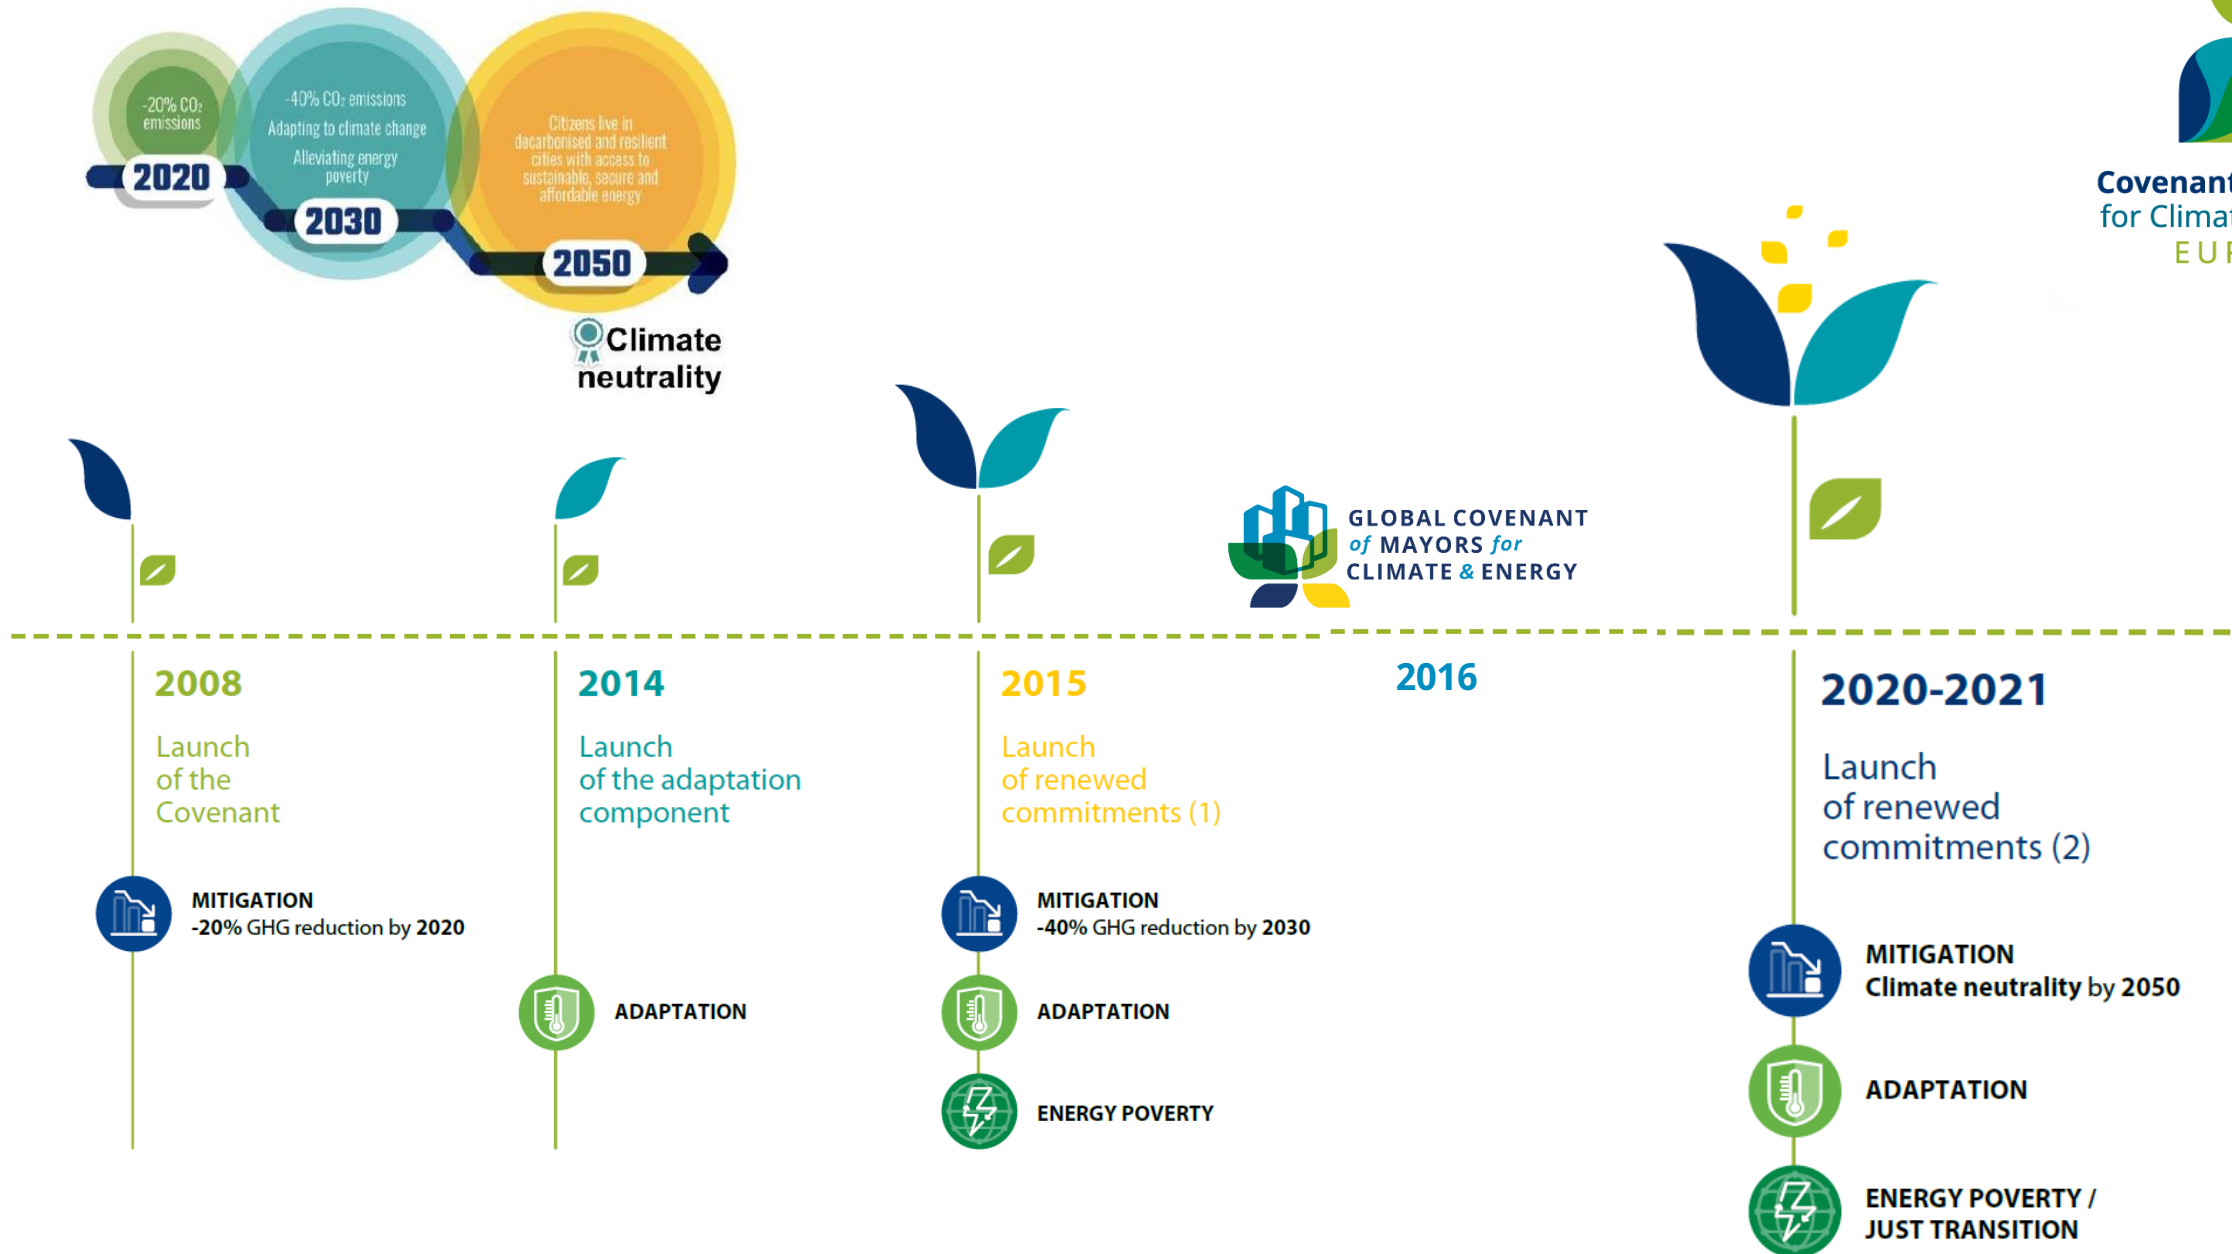 -20% CO₂
emissions
2020
-40% CO₂ emissions
Adapting to climate change
Alleviating energy
poverty
2030
Citizens live in
decarbonised and resilient
cities with access to
sustainable, secure and
affordable energy
2050
Climate
neutrality
Covenant
for Climat
EUR
GLOBAL COVENANT
of MAYORS for
CLIMATE & ENERGY
2008
Launch
of the
Covenant
MITIGATION
-20% GHG reduction by 2020
2014
Launch
of the adaptation
component
ADAPTATION
2015
Launch
of renewed
commitments (1)
MITIGATION
-40% GHG reduction by 2030
ADAPTATION
ENERGY POVERTY
2016
2020-2021
Launch
of renewed
commitments (2)
MITIGATION
Climate neutrality by 2050
ADAPTATION
ENERGY POVERTY /
JUST TRANSITION